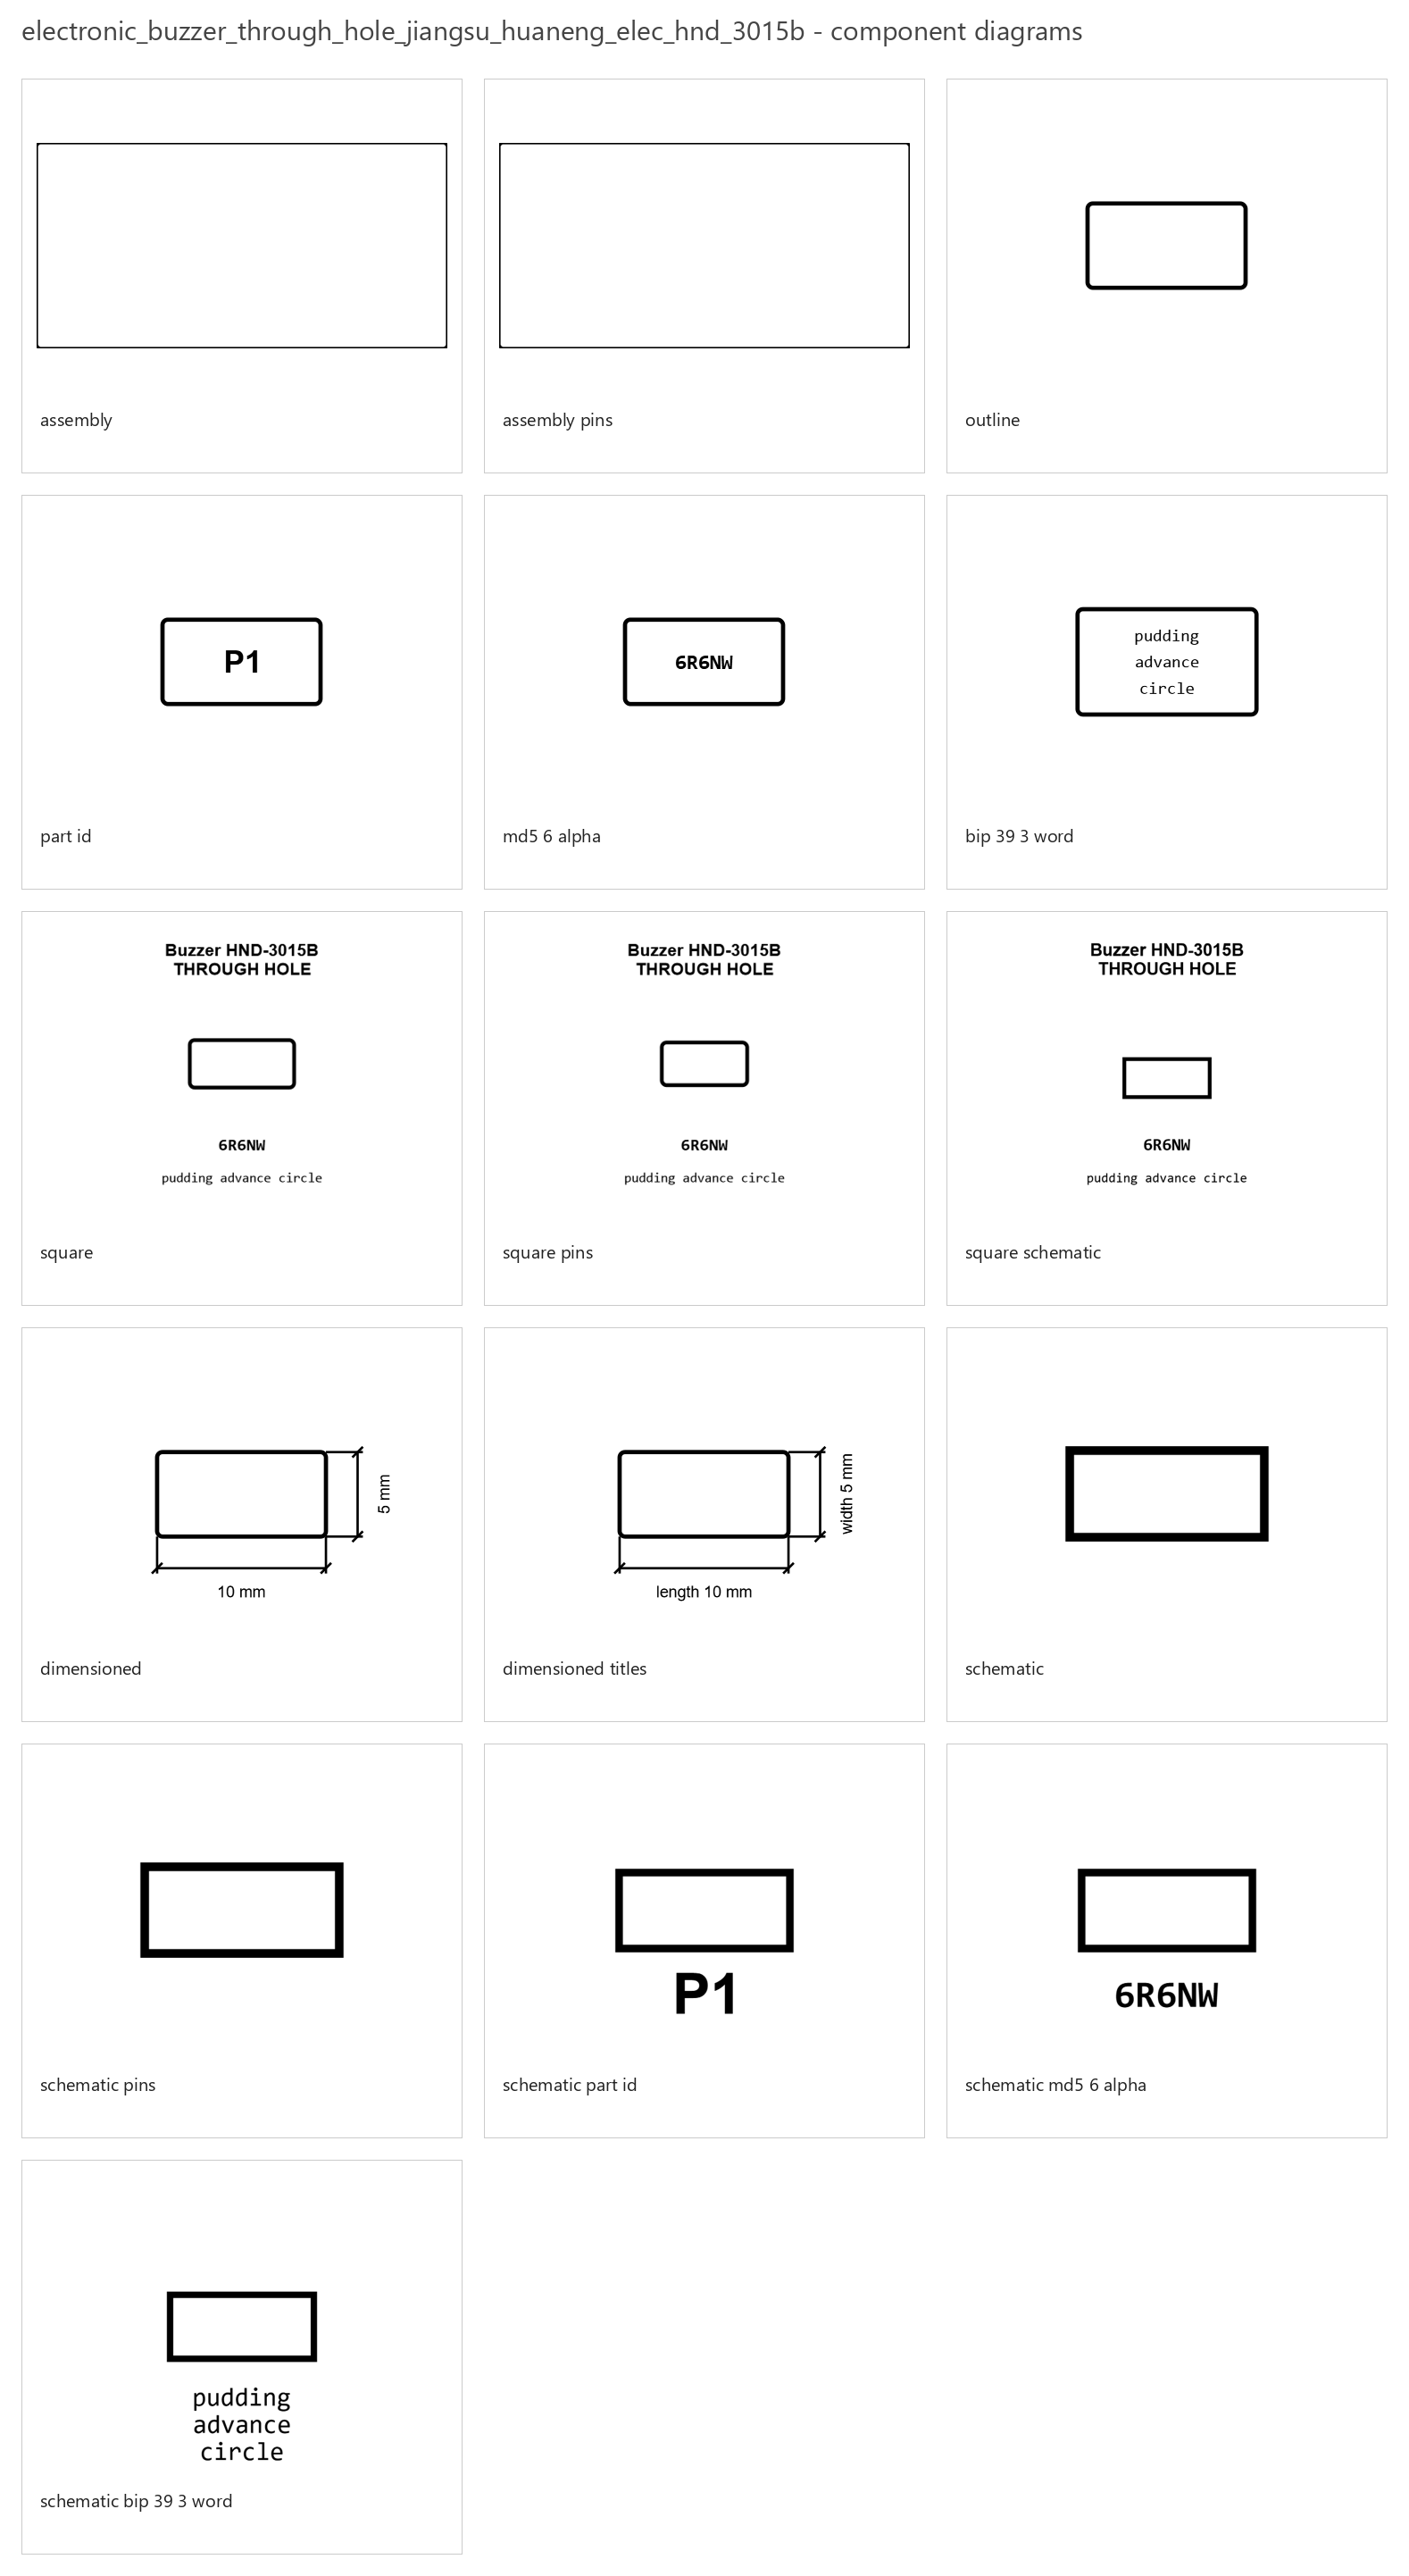 electronic_buzzer_through_hole_jiangsu_huaneng_elec_hnd_3015b - component diagrams
assembly
assembly pins
outline
P1
part id
6R6NW
md5 6 alpha
pudding
advance
circle
bip 39 3 word
Buzzer HND-3015B
THROUGH HOLE
6R6NW
pudding advance circle
square
Buzzer HND-3015B
THROUGH HOLE
6R6NW
pudding advance circle
square pins
Buzzer HND-3015B
THROUGH HOLE
6R6NW
pudding advance circle
square schematic
5 mm
10 mm
dimensioned
width 5 mm
length 10 mm
dimensioned titles
schematic
schematic pins
P1
schematic part id
6R6NW
schematic md5 6 alpha
pudding
advance
circle
schematic bip 39 3 word